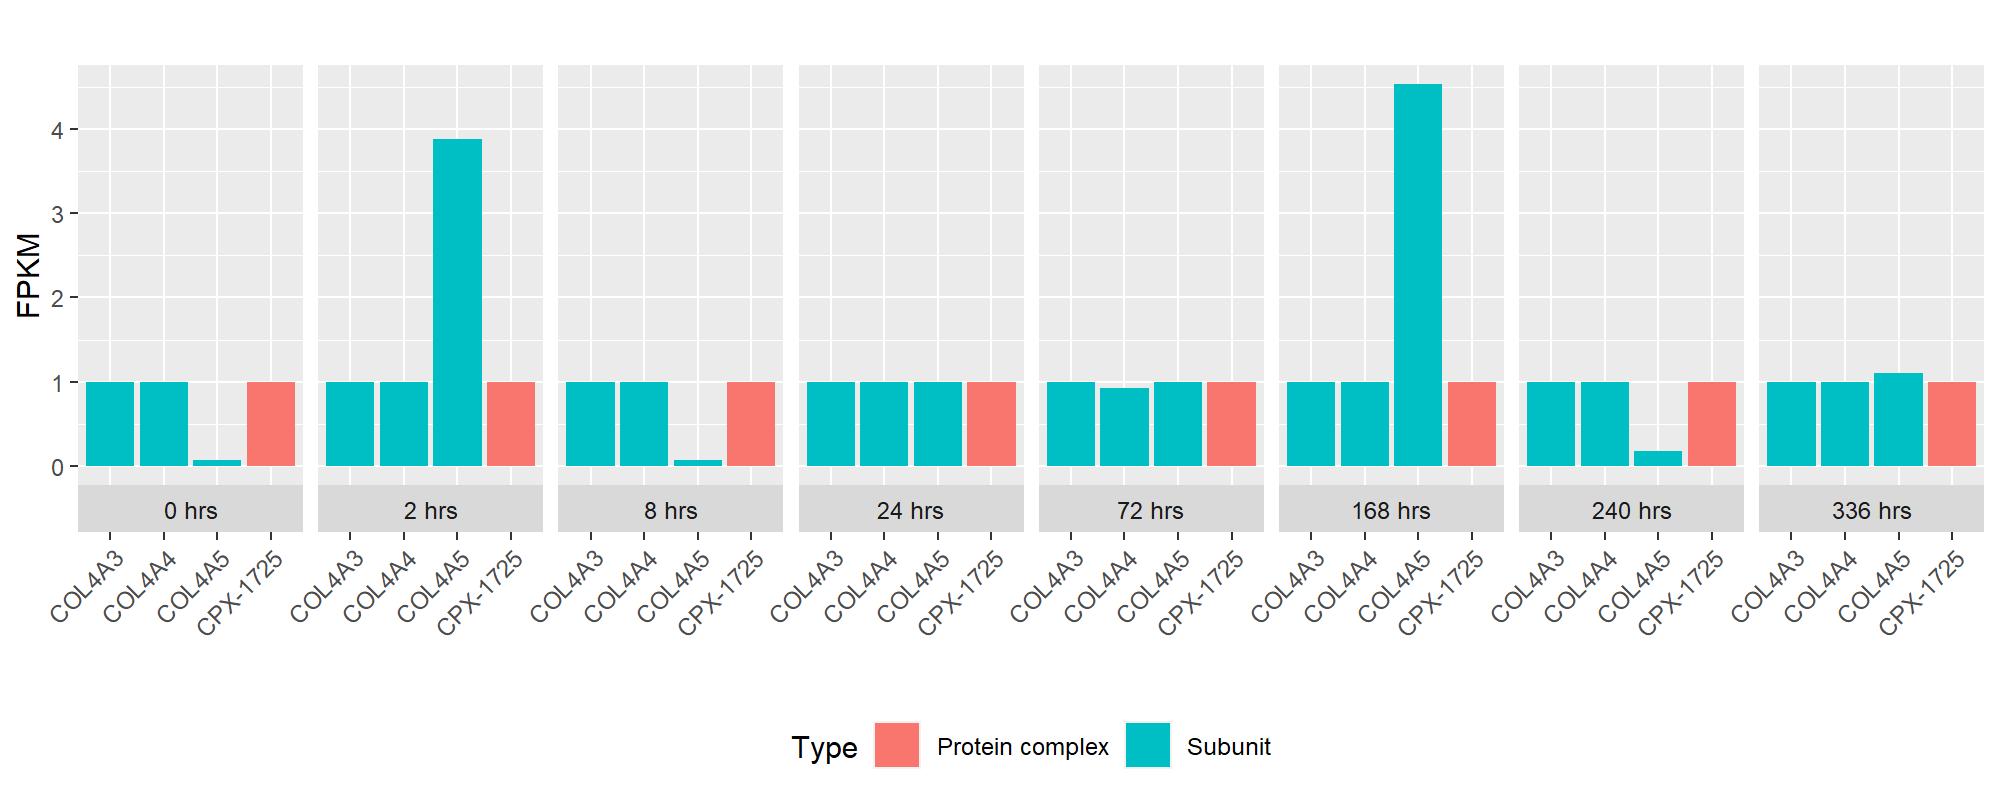 FPKM
4
3
2
1
0
0 hrs
2 hrs
8 hrs
24 hrs
72 hrs
168 hrs
240 hrs
336 hrs
COL4A3
COL4A4
COL4A5
CPX-1725
COL4A3
COL4A4
COL4A5
CPX-1725
COL4A3
COL4A4
COL4A5
CPX-1725
COL4A3
COL4A4
COL4A5
CPX-1725
COL4A3
COL4A4
COL4A5
CPX-1725
COL4A3
COL4A4
COL4A5
CPX-1725
COL4A3
COL4A4
COL4A5
CPX-1725
COL4A3
COL4A4
COL4A5
CPX-1725
Type
Protein complex
Subunit